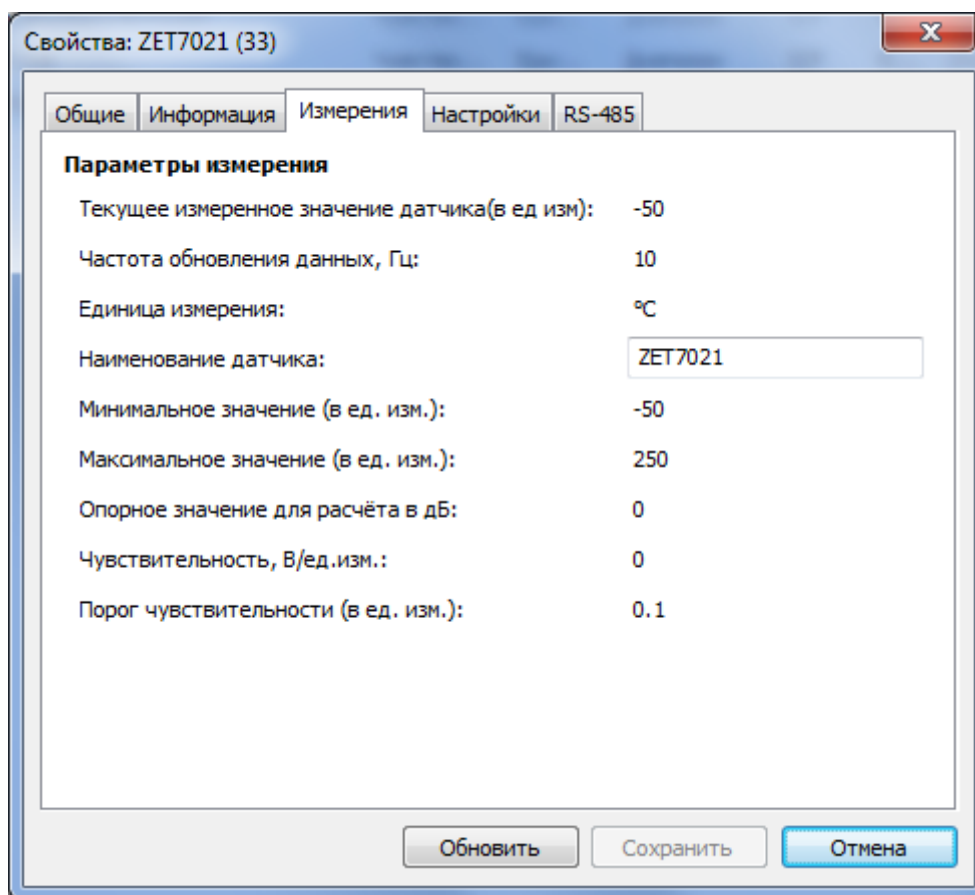 Свойства: ZET7021 (33)
Общие Информация Измерения Настройки RS-485
Параметры измерения
Текущее измеренное значение датчика(в ед изм): -50
Частота обновления данных, Гц: 10
Единица измерения: °C
Наименование датчика: ZET7021
Минимальное значение (в ед. изм.): -50
Максимальное значение (в ед. изм.): 250
Опорное значение для расчёта в дБ: 0
Чувствительность, В/ед.изм.: 0
Порог чувствительности (в ед. изм.): 0.1
Обновить Сохранить Отмена